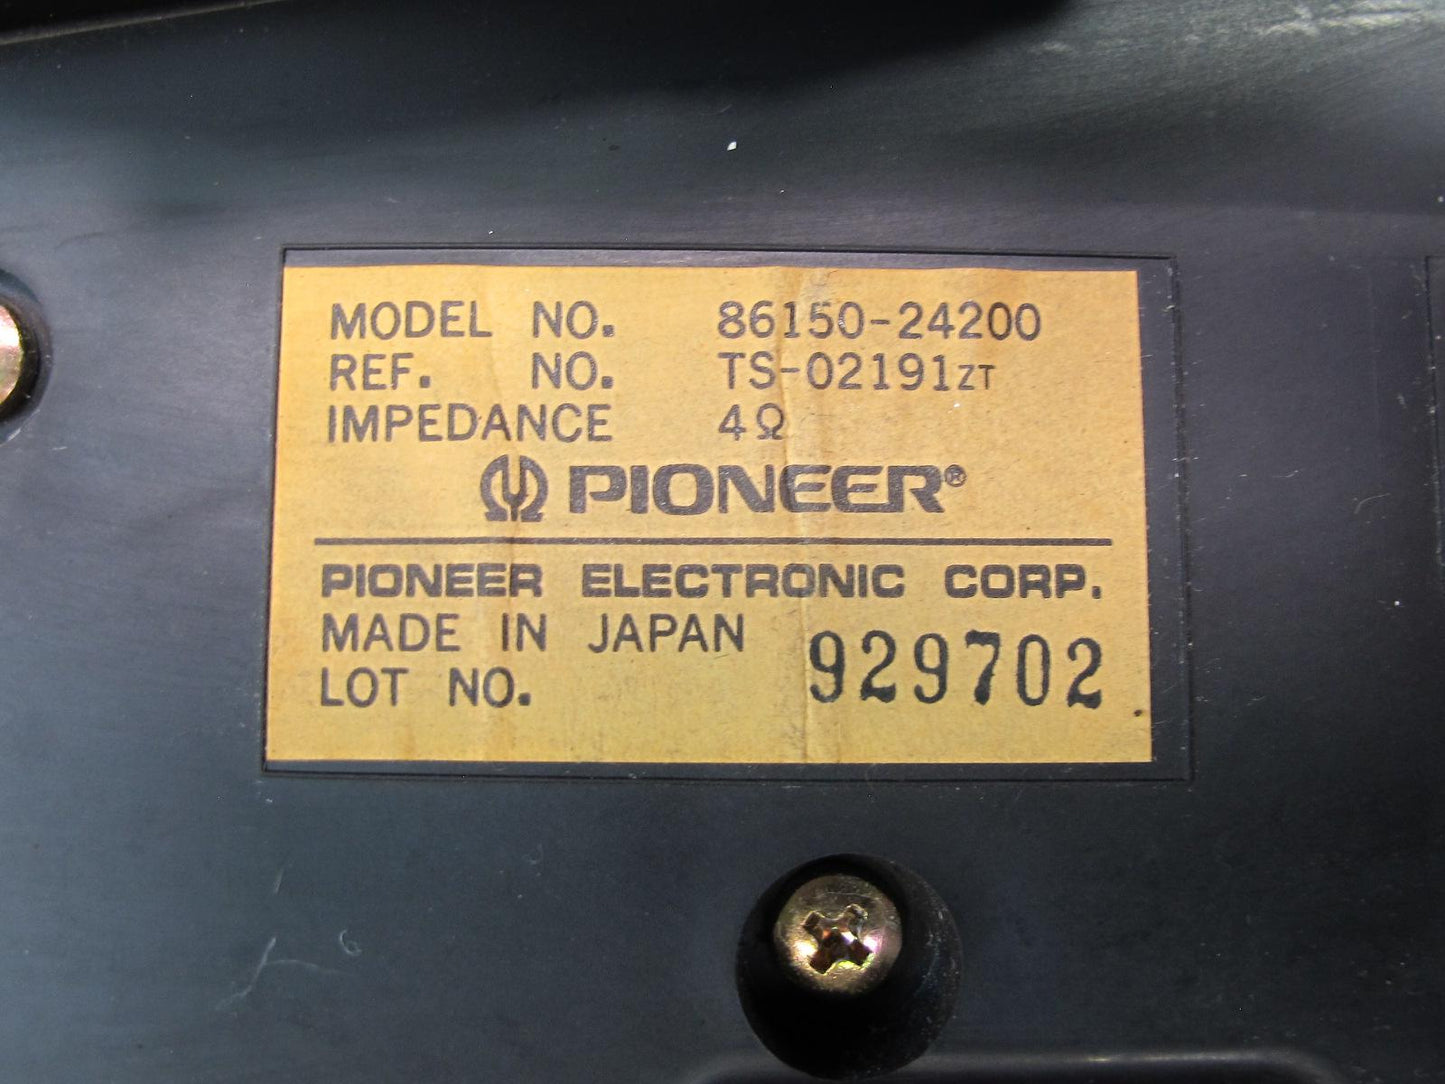 MODEL NO. 86150-24200
REF. NO. TS-02191ZT
IMPEDANCE 4Ω
PIONEER®
PIONEER ELECTRONIC CORP.
MADE IN JAPAN
LOT NO. 929702